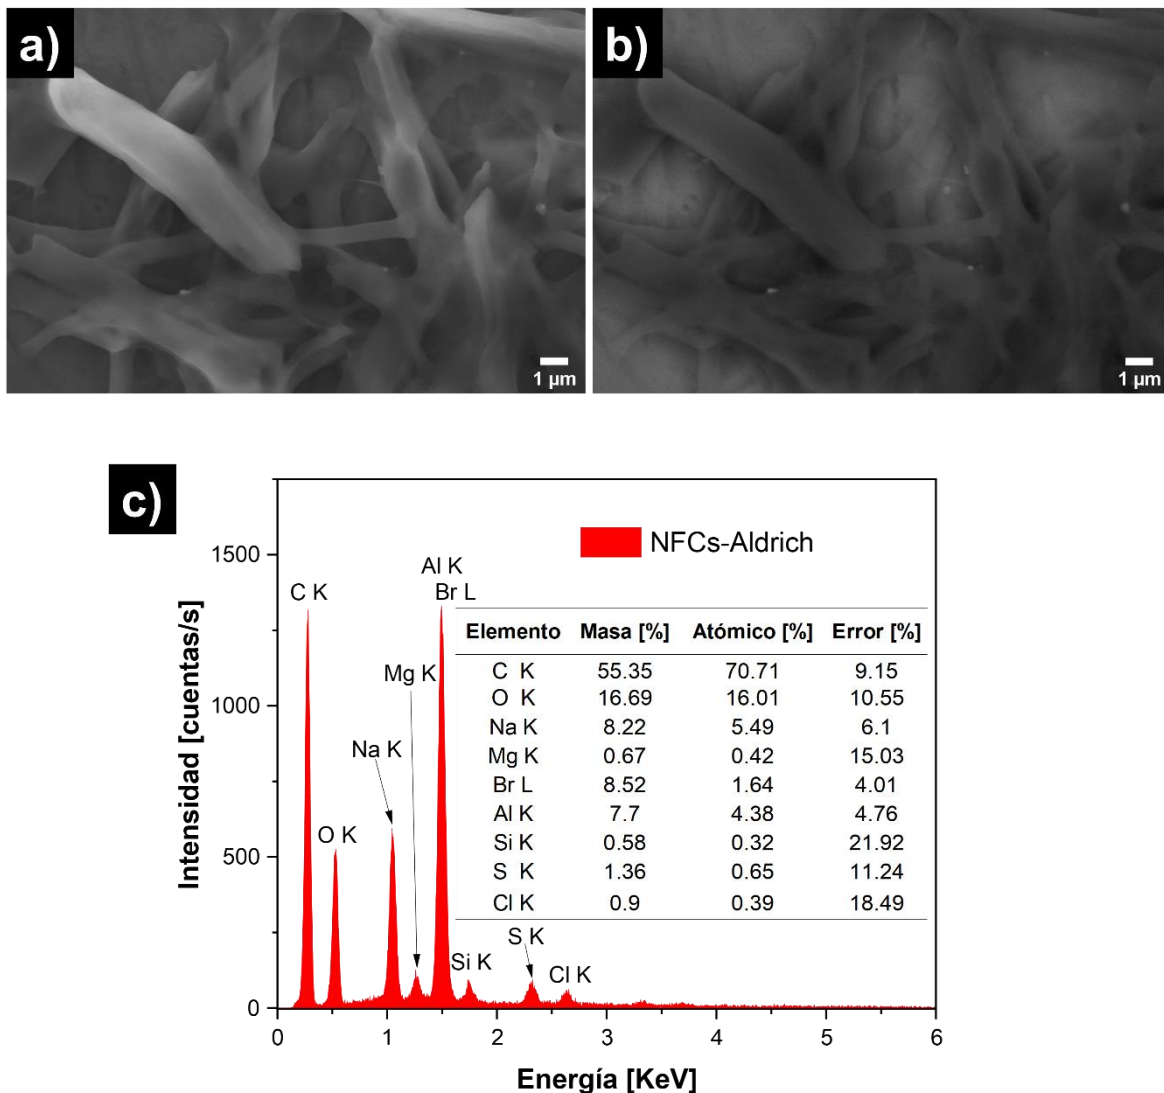 a)
b)
1 µm
1 µm
c)
NFCs-Aldrich
1500
1000
500
0
Intensidad [cuentas/s]
C K
O K
Na K
Mg K
Al K
Br L
Si K
S K
Cl K
Elemento Masa [%] Atómico [%] Error [%]
C K 55.35 70.71 9.15
O K 16.69 16.01 10.55
Na K 8.22 5.49 6.1
Mg K 0.67 0.42 15.03
Br L 8.52 1.64 4.01
Al K 7.7 4.38 4.76
Si K 0.58 0.32 21.92
S K 1.36 0.65 11.24
Cl K 0.9 0.39 18.49
0 1 2 3 4 5 6
Energía [KeV]